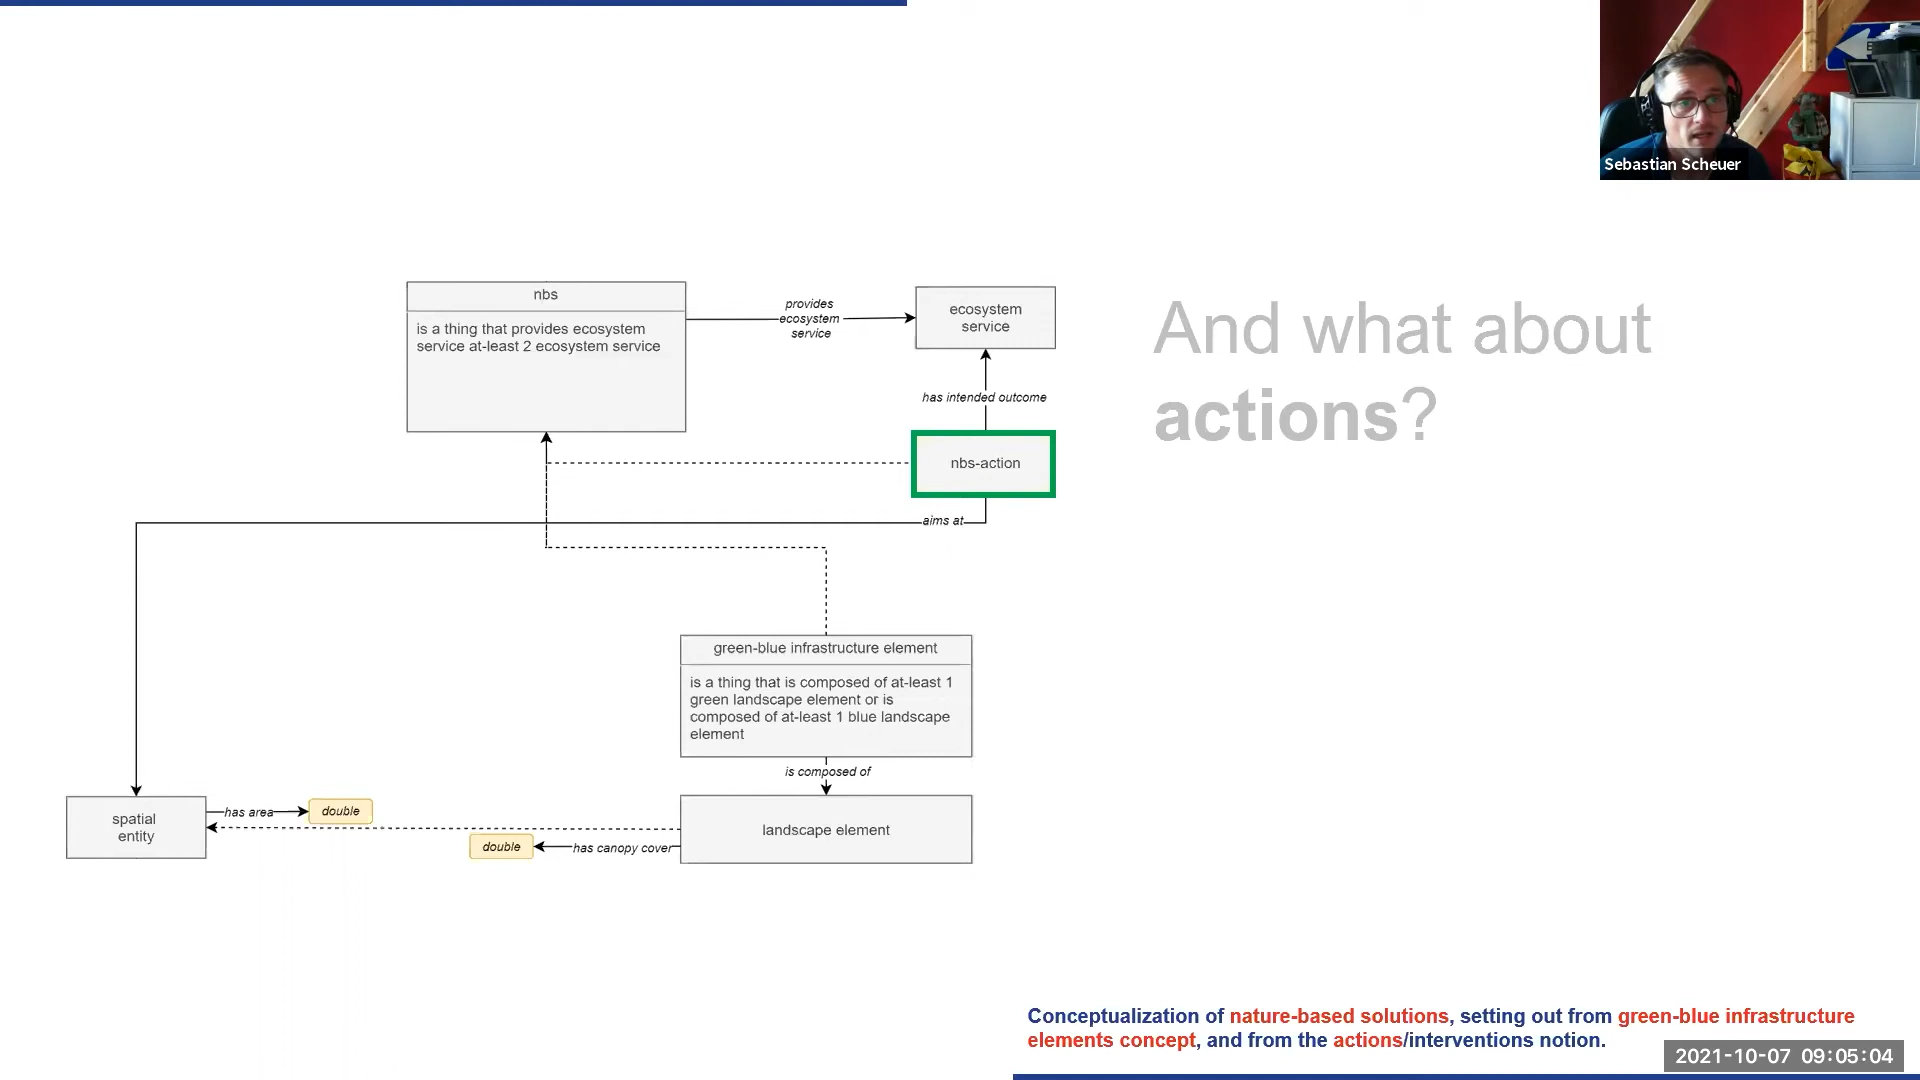 Sebastian Scheuer
nbs
is a thing that provides ecosystem
service at-least 2 ecosystem service
provides
ecosystem
service
ecosystem
service
has intended outcome
nbs-action
aims at
And what about
actions?
green-blue infrastructure element
is a thing that is composed of at-least 1
green landscape element or is
composed of at-least 1 blue landscape
element
is composed of
landscape element
spatial
entity
has area
double
double
has canopy cover
Conceptualization of nature-based solutions, setting out from green-blue infrastructure
elements concept, and from the actions/interventions notion.
2021-10-07 09:05:04